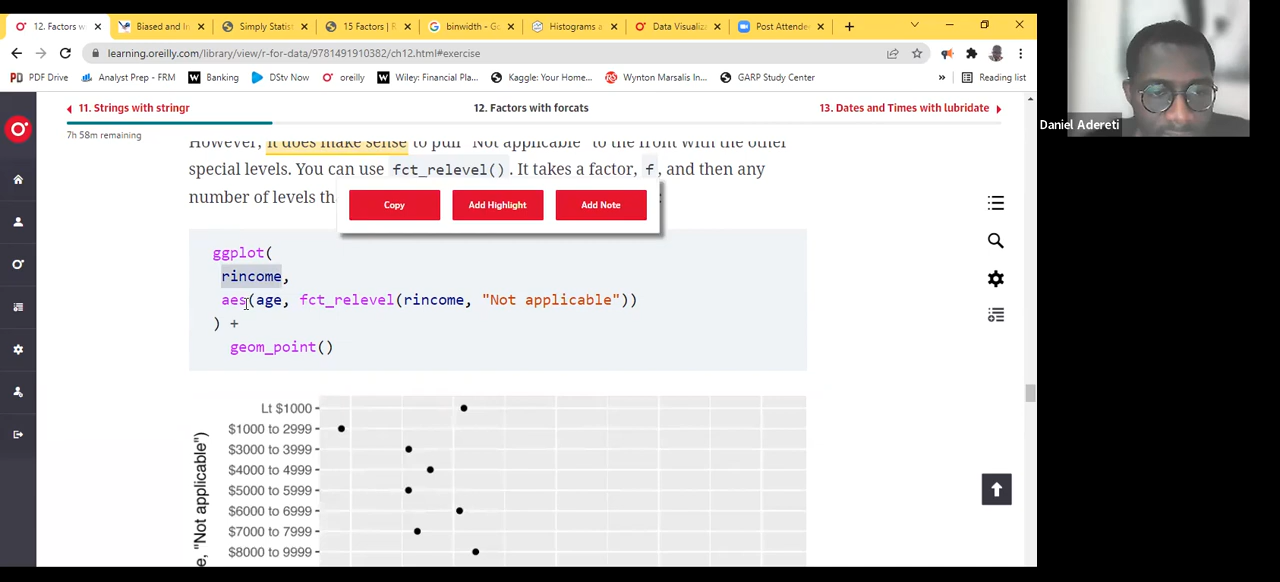 12. Factors w
Biased and In
Simply Statist
15 Factors | R
binwidth - Go
Histograms a
Data Visualiz
Post Attende
learning.oreilly.com/library/view/r-for-data/9781491910382/ch12.html#exercise
PDF Drive
Analyst Prep - FRM
Banking
DStv Now
oreilly
Wiley: Financial Pla...
Kaggle: Your Home...
Wynton Marsalis In...
GARP Study Center
»
Reading list
Daniel Adereti
11. Strings with stringr
12. Factors with forcats
13. Dates and Times with lubridate
7h 58m remaining
However, it does make sense to pull "Not applicable" to the front with the other
special levels. You can use fct_relevel(). It takes a factor, f, and then any
number of levels th
Copy
Add Highlight
Add Note
ggplot(
rincome,
aes(age, fct_relevel(rincome, "Not applicable"))
) +
geom_point()
Lt $1000
$1000 to 2999
$3000 to 3999
$4000 to 4999
$5000 to 5999
$6000 to 6999
$7000 to 7999
$8000 to 9999
e, "Not applicable")